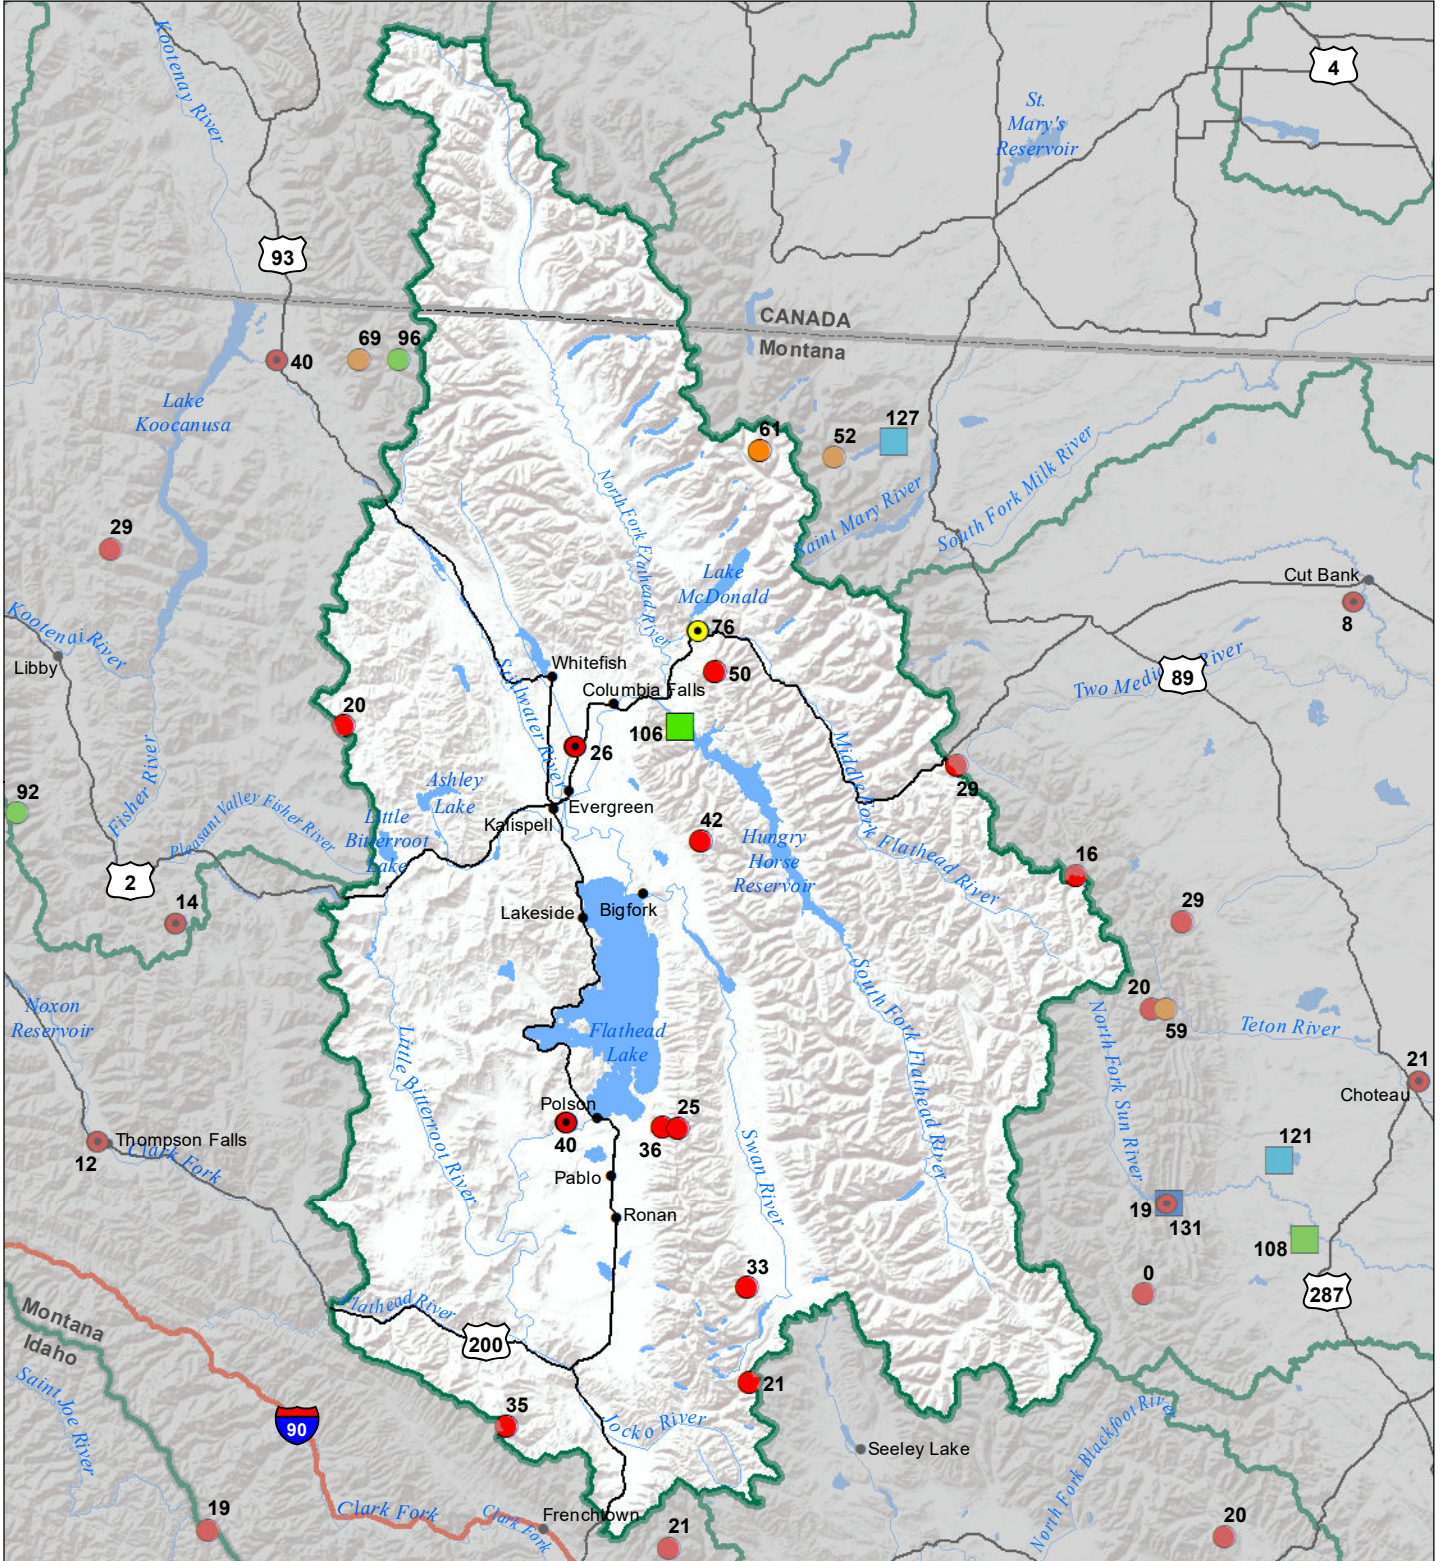 Kootenay River
4
St.
Mary's
Reservoir
93
CANADA
Montana
40
69
96
Lake
Koocanusa
61
52
127
North Fork Flathead River
Saint Mary River
South Fork Milk River
29
Lake
McDonald
Cut Bank
8
Kootenai River
Libby
76
Whitefish
50
Columbia Falls
Two Medicine River
89
Stillwater River
20
106
26
Middle Fork Flathead River
29
Fisher River
Ashley
Lake
92
Pleasant Valley Fisher River
Evergreen
Little
Bitterroot
Lake
Kalispell
42
Hungry
Horse
Reservoir
2
16
14
Lakeside
Bigfork
29
Noxon
Reservoir
Little Bitterroot River
Flathead
Lake
South Fork Flathead River
20
59
North Fork Sun River
Teton River
21
Choteau
Polson
40
25
36
Thompson Falls
12
Clark Fork
Swan River
121
Pablo
19
131
Ronan
108
33
0
287
Montana
Idaho
Flathead River
200
Saint Joe River
21
35
90
Jocko River
Seeley Lake
North Fork Blackfoot River
Clark Fork
Clark Fork
Frenchtown
19
21
20